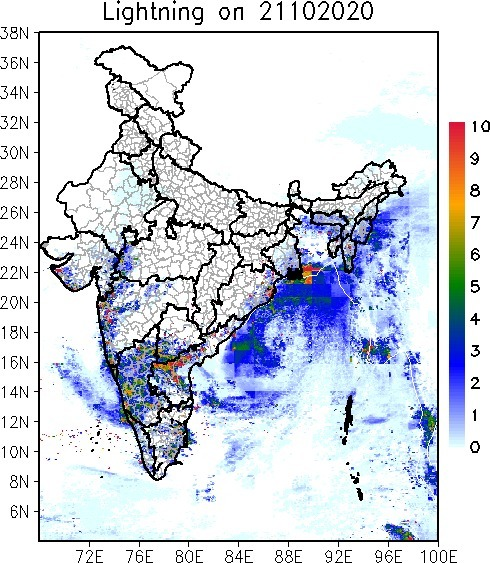 Lightning on 21102020
38N
36N
34N
32N
30N
28N
26N
24N
22N
20N
18N
16N
14N
12N
10N
8N
6N
72E 76E 80E 84E 88E 92E 96E 100E
10
9
8
7
6
5
4
3
2
1
0